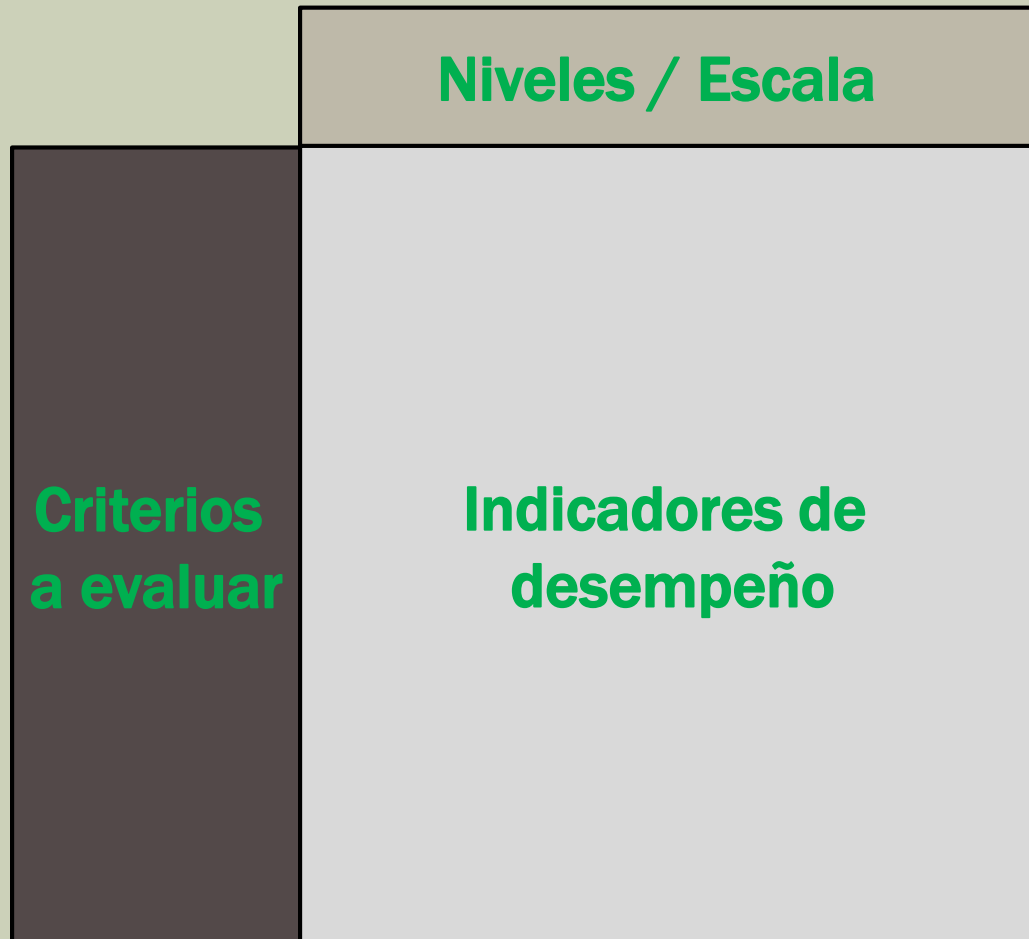 Niveles / Escala
Criterios
a evaluar
Indicadores de
desempeño